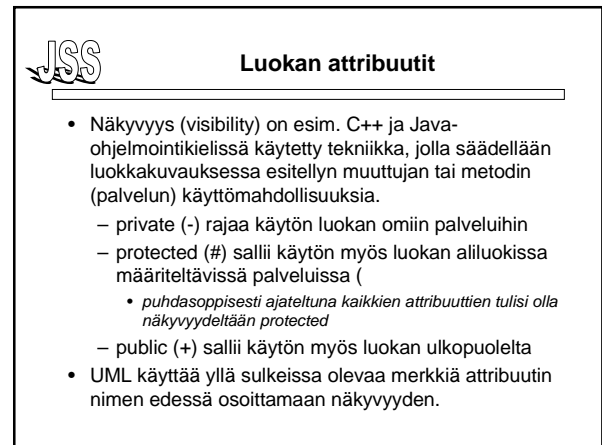 JSS
Luokan attribuutit
• Näkyvyys (visibility) on esim. C++ ja Java-
ohjelmointikielissä käytetty tekniikka, jolla säädellään
luokkakuvauksessa esitellyn muuttujan tai metodin
(palvelun) käyttömahdollisuuksia.
– private (-) rajaa käytön luokan omiin palveluihin
– protected (#) sallii käytön myös luokan aliluokissa
määriteltävissä palveluissa (
• puhdasoppisesti ajateltuna kaikkien attribuuttien tulisi olla
näkyvyydeltään protected
– public (+) sallii käytön myös luokan ulkopuolelta
• UML käyttää yllä sulkeissa olevaa merkkiä attribuutin
nimen edessä osoittamaan näkyvyyden.